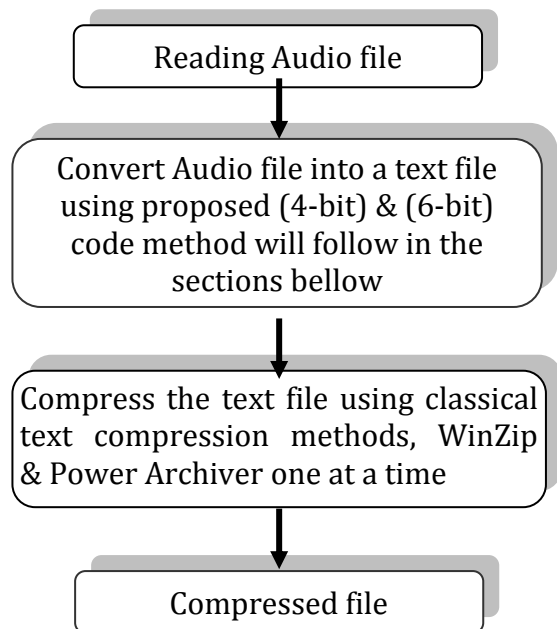 Reading Audio file
Convert Audio file into a text file
using proposed (4-bit) & (6-bit)
code method will follow in the
sections bellow
Compress the text file using classical
text compression methods, WinZip
& Power Archiver one at a time
Compressed file